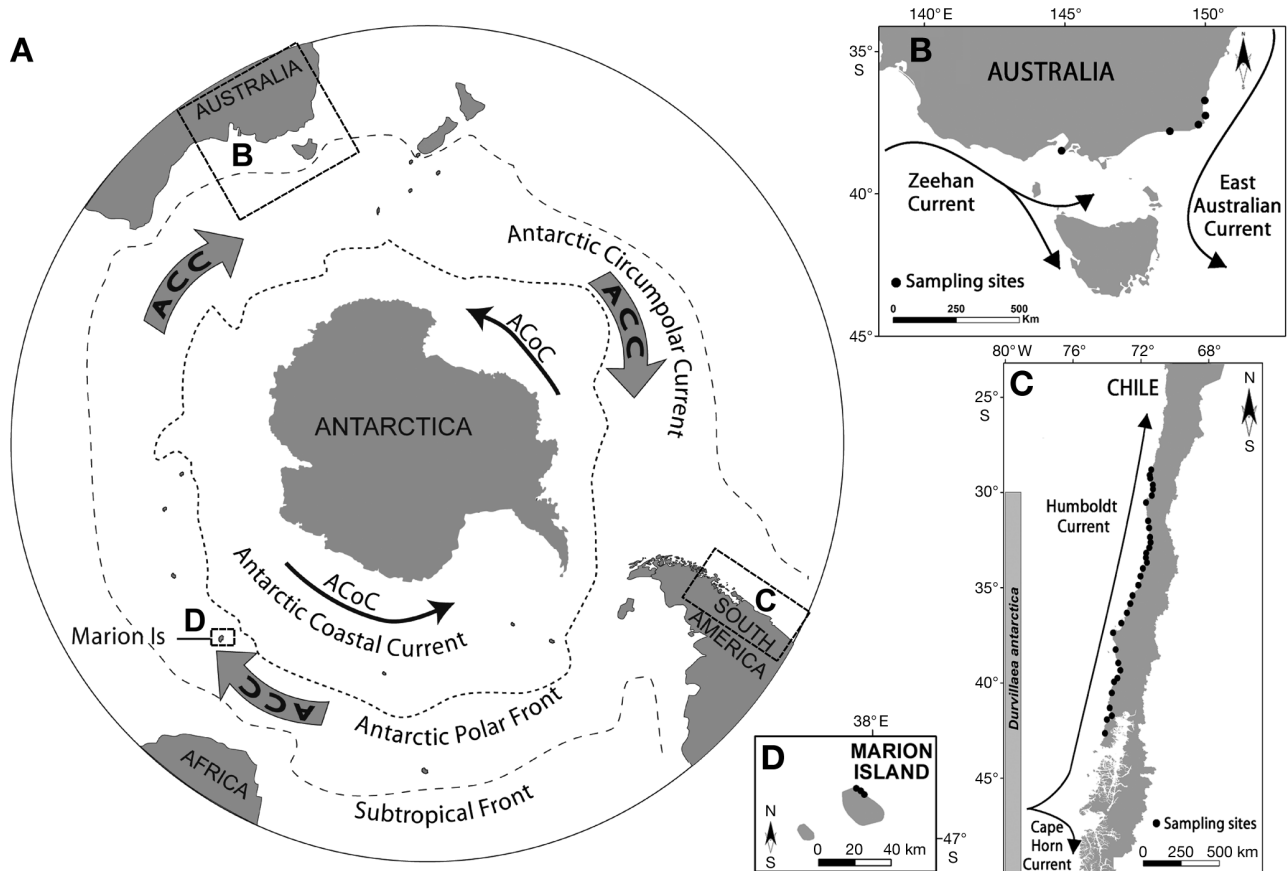 A
AUSTRALIA
B
ACC
Antarctic Circumpolar Current
ACC
ACoC
ANTARCTICA
ACoC
Antarctic Coastal Current
D
Marion Is
ACC
Antarctic Polar Front
Subtropical Front
AFRICA
C
SOUTH
AMERICA
140° E 145° 150°
35°
S
40°
45°
B
AUSTRALIA
N
S
Zeehan
Current
East
Australian
Current
Sampling sites
0 250 500
Km
80° W 76° 72° 68°
C
CHILE
N
S
25°
S
30°
35°
40°
45°
Humboldt
Current
Durvillaea antarctica
Cape
Horn
Current
Sampling sites
0 250 500 km
38° E
D
MARION
ISLAND
N
S
0 20 40 km
47°
S